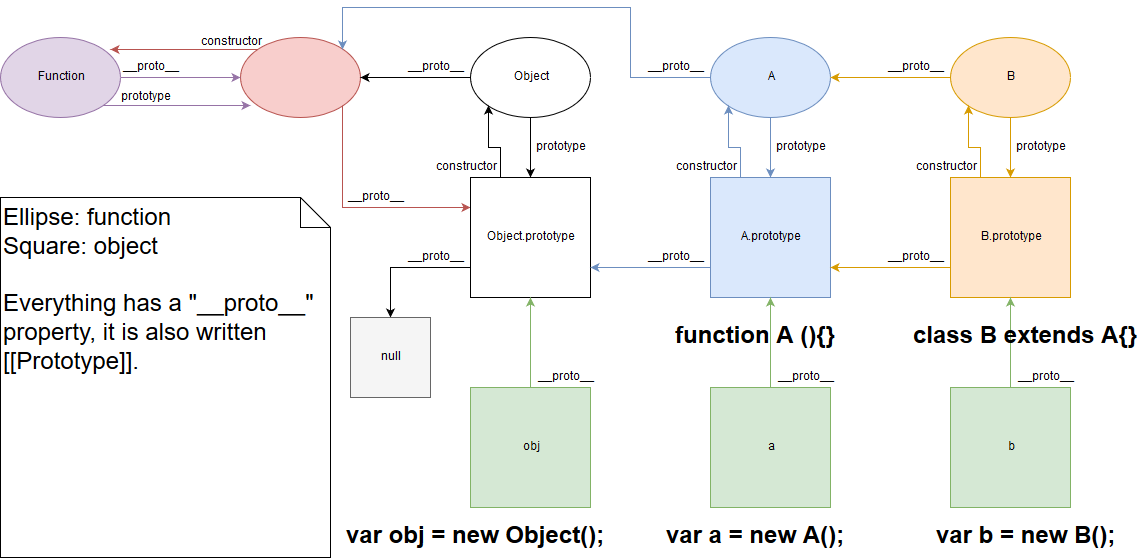 constructor
Function
__proto__
prototype
__proto__
Object
__proto__
A
__proto__
B
prototype
constructor
prototype
constructor
prototype
constructor
__proto__
Object.prototype
__proto__
A.prototype
__proto__
B.prototype
__proto__
null
Ellipse: function
Square: object
Everything has a "__proto__"
property, it is also written
[[Prototype]].
function A (){}
class B extends A{}
__proto__
__proto__
__proto__
obj
a
b
var obj = new Object();
var a = new A();
var b = new B();